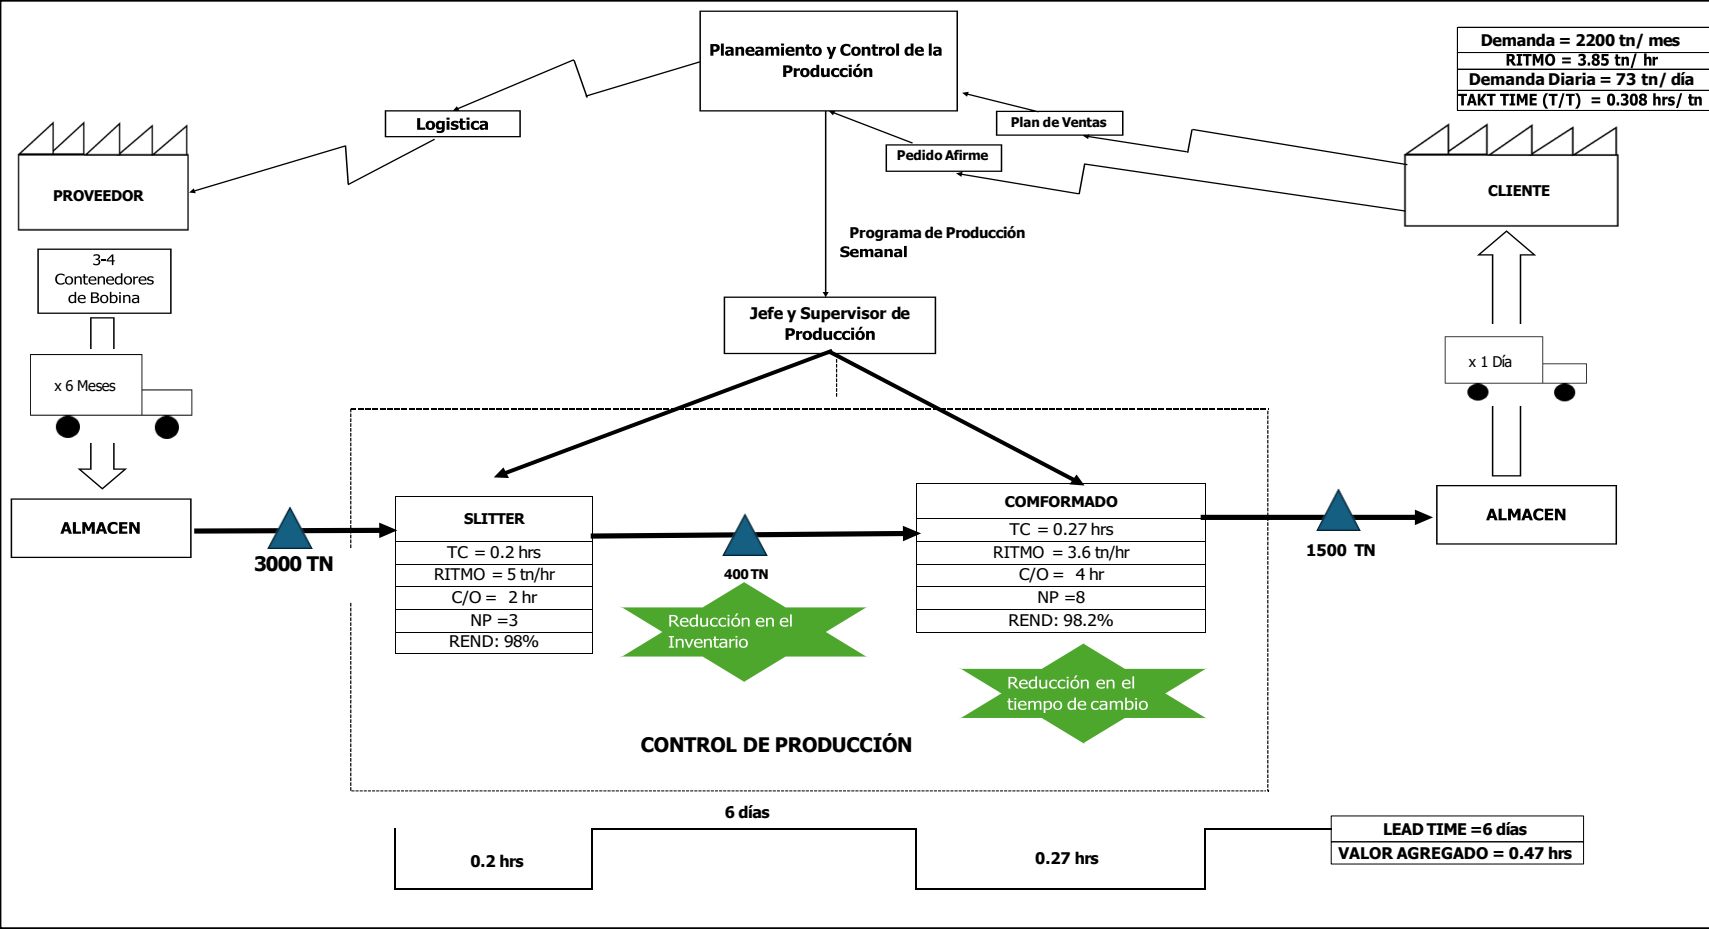 Planeamiento y Control de la
Producción
Demanda = 2200 tn/ mes
RITMO = 3.85 tn/ hr
Demanda Diaria = 73 tn/ día
TAKT TIME (T/T) = 0.308 hrs/ tn
Logistica
Plan de Ventas
Pedido Afirme
PROVEEDOR
CLIENTE
Programa de Producción
Semanal
3-4
Contenedores
de Bobina
Jefe y Supervisor de
Producción
x 6 Meses
x 1 Día
ALMACEN
3000 TN
SLITTER
TC = 0.2 hrs
RITMO = 5 tn/hr
C/O = 2 hr
NP =3
REND: 98%
400 TN
Reducción en el
Inventario
COMFORMADO
TC = 0.27 hrs
RITMO = 3.6 tn/hr
C/O = 4 hr
NP =8
REND: 98.2%
Reducción en el
tiempo de cambio
1500 TN
ALMACEN
CONTROL DE PRODUCCIÓN
6 días
0.2 hrs
0.27 hrs
LEAD TIME =6 días
VALOR AGREGADO = 0.47 hrs